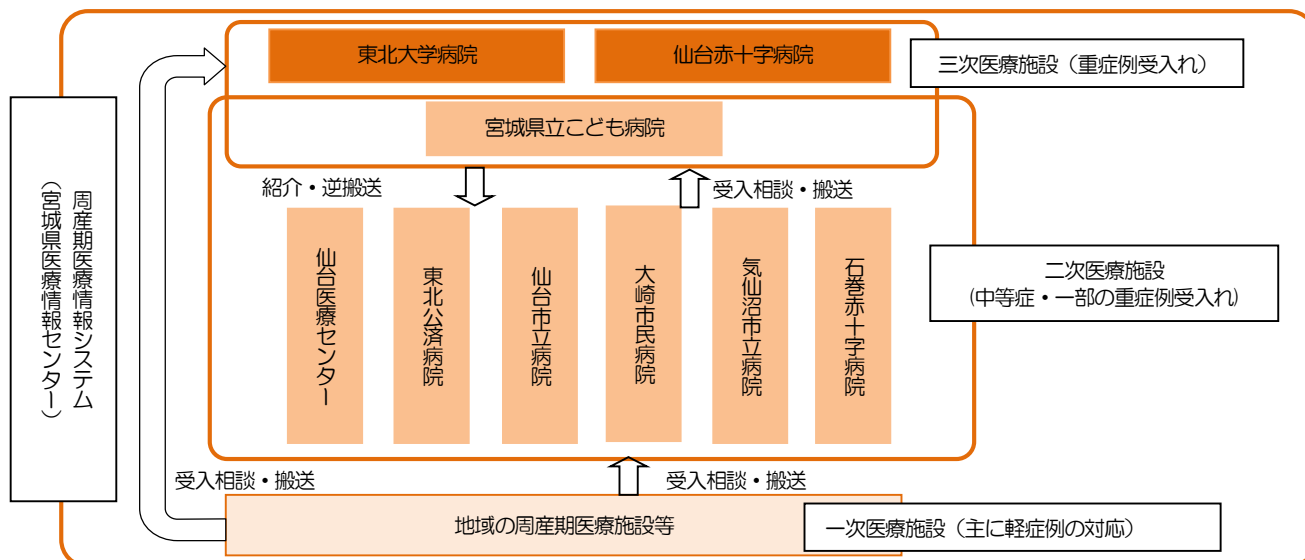 東北大学病院
仙台赤十字病院
三次医療施設（重症例受入れ）
宮城県立こども病院
周産期医療情報システム
（宮城県医療情報センター）
紹介・逆搬送
受入相談・搬送
仙台医療センター
東北公済病院
仙台市立病院
大崎市民病院
気仙沼市立病院
石巻赤十字病院
二次医療施設
(中等症・一部の重症例受入れ)
受入相談・搬送
受入相談・搬送
地域の周産期医療施設等
一次医療施設（主に軽症例の対応）